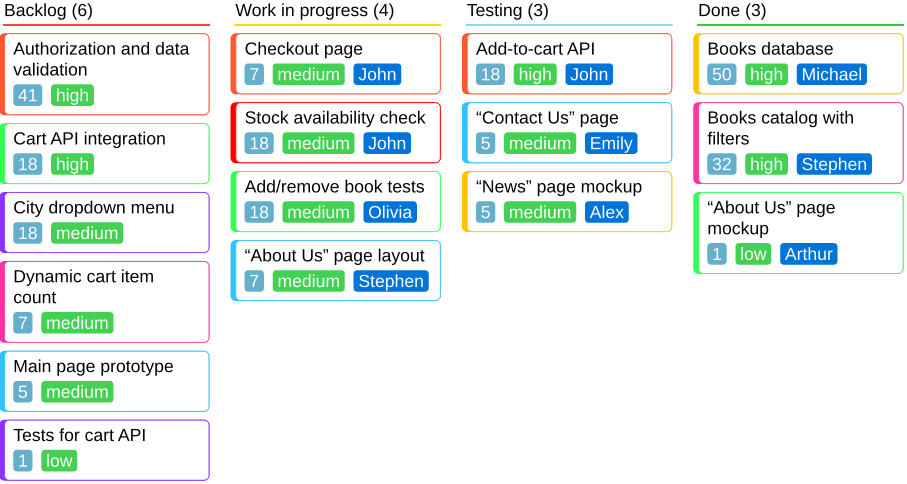 Backlog (6)
Authorization and data
validation
41 high
Cart API integration
18 high
City dropdown menu
18 medium
Dynamic cart item
count
7 medium
Main page prototype
5 medium
Tests for cart API
1 low
Work in progress (4)
Checkout page
7 medium John
Stock availability check
18 medium John
Add/remove book tests
18 medium Olivia
“About Us” page layout
7 medium Stephen
Testing (3)
Add-to-cart API
18 high John
“Contact Us” page
5 medium Emily
“News” page mockup
5 medium Alex
Done (3)
Books database
50 high Michael
Books catalog with
filters
32 high Stephen
“About Us” page
mockup
1 low Arthur